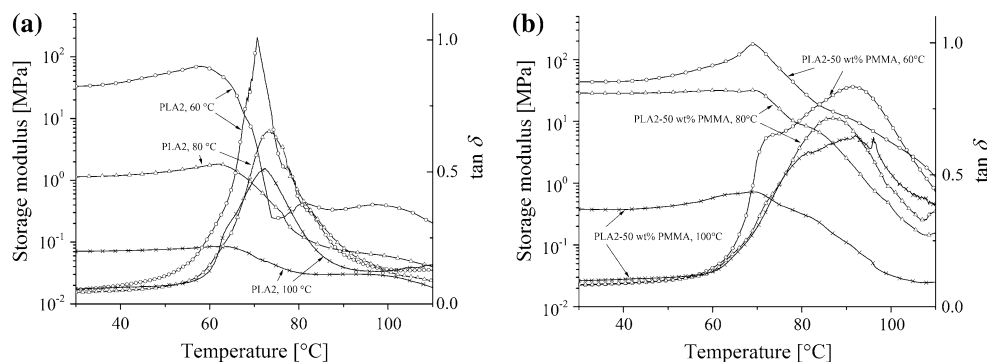 (a)
Storage modulus [MPa]
10²
10¹
10⁰
10⁻¹
10⁻²
1.0
0.5
0.0
tan δ
PLA2, 60 °C
PLA2, 80 °C
PLA2, 100 °C
40 60 80 100
Temperature [°C]
(b)
Storage modulus [MPa]
10²
10¹
10⁰
10⁻¹
10⁻²
1.0
0.5
0.0
tan δ
PLA2-50 wt% PMMA, 60°C
PLA2-50 wt% PMMA, 80°C
PLA2-50 wt% PMMA, 100°C
40 60 80 100
Temperature [°C]